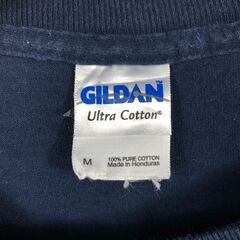 GILDAN
Ultra Cotton®
M
100% PURE COTTON
Made in Honduras